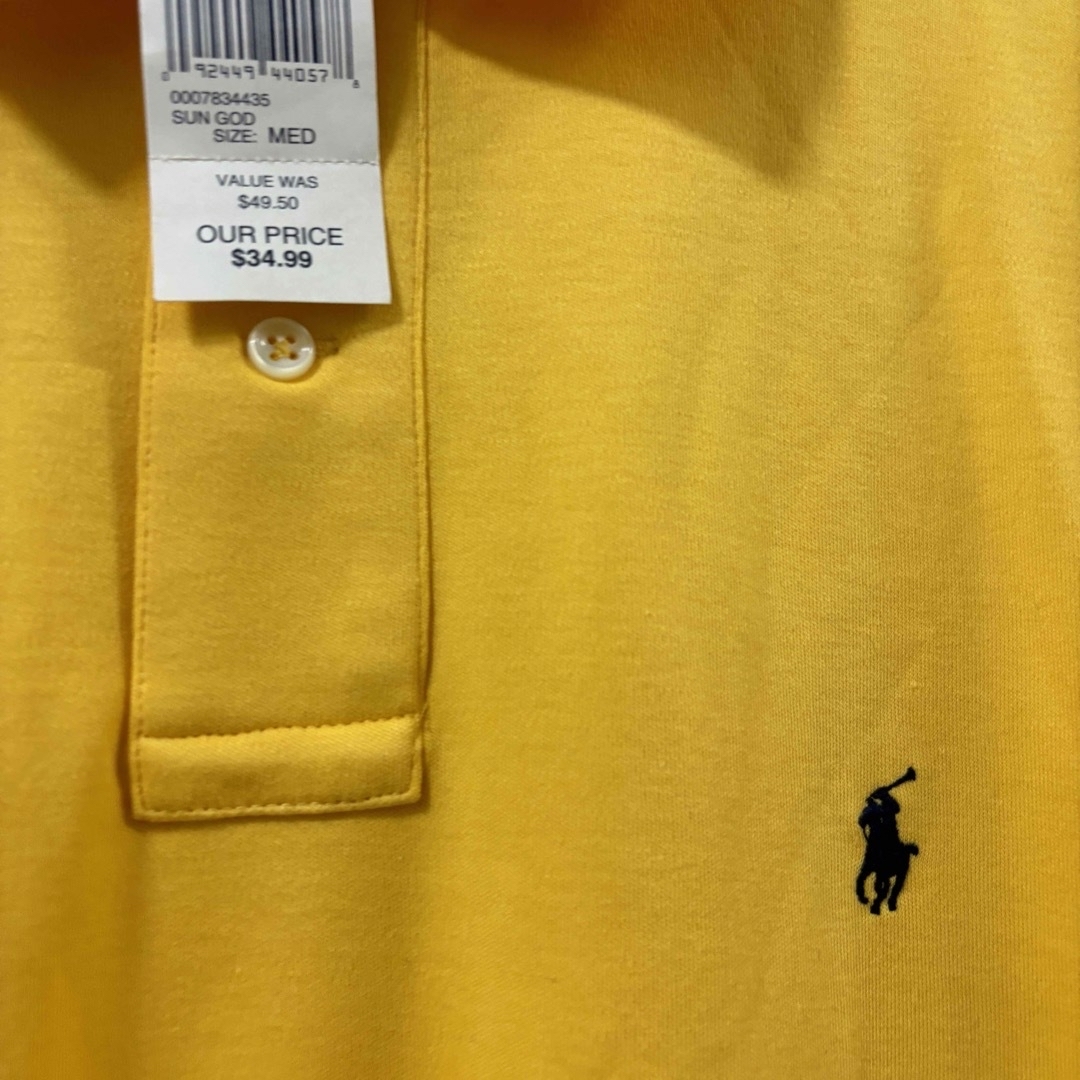 0 92449 44057 8
0007834435
SUN GOD
SIZE: MED
VALUE WAS
$49.50
OUR PRICE
$34.99